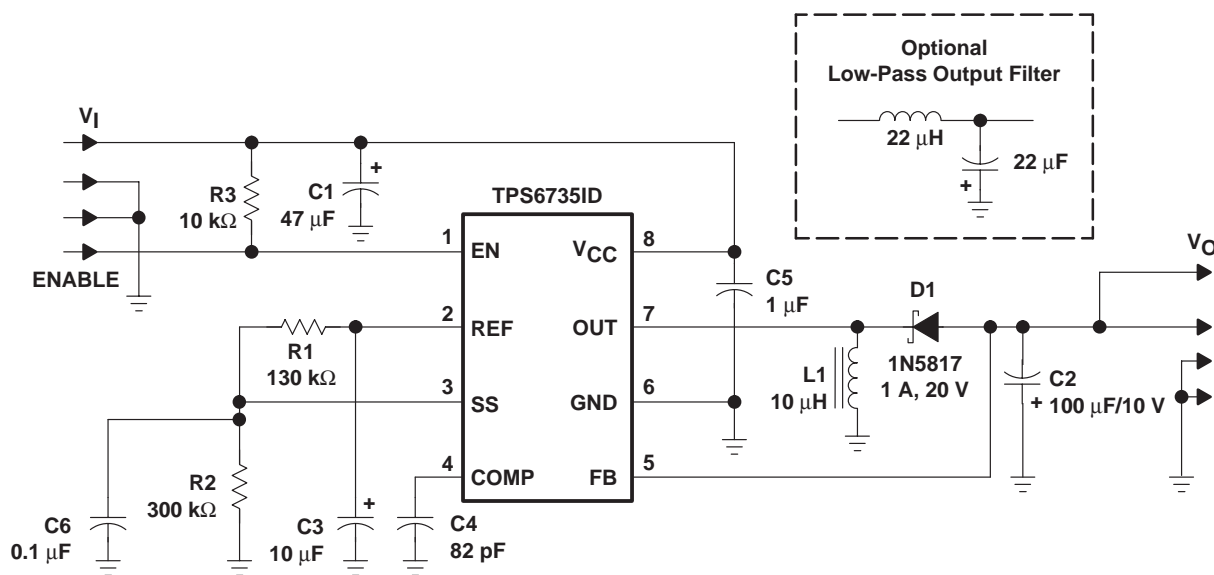 Optional
Low-Pass Output Filter
22 μH
22 μF
VI
R3
10 kΩ
C1
47 μF
+
ENABLE
TPS6735ID
1
EN
2
REF
3
SS
4
COMP
8
VCC
7
OUT
6
GND
5
FB
C5
1 μF
+
D1
1N5817
1 A, 20 V
L1
10 μH
C2
+ 100 μF/10 V
VO
R1
130 kΩ
R2
300 kΩ
C6
0.1 μF
C3
10 μF
+
C4
82 pF